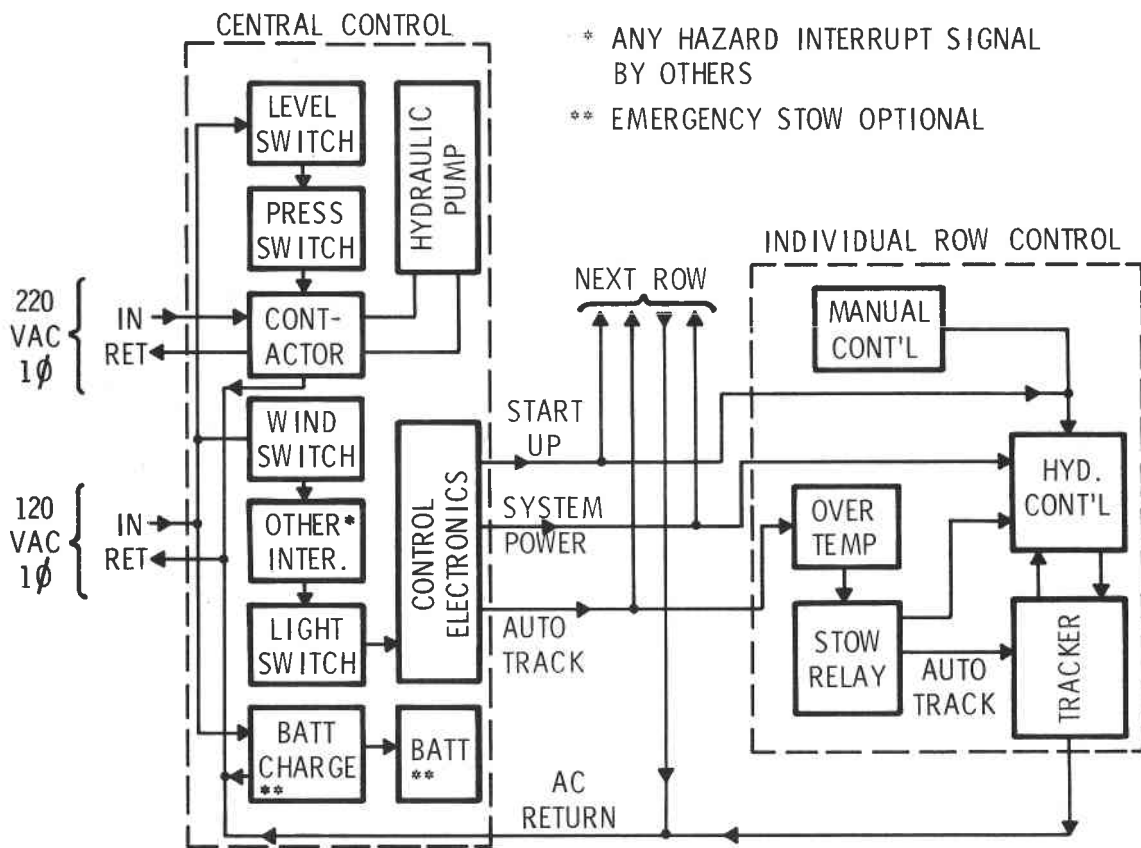 CENTRAL CONTROL
* ANY HAZARD INTERRUPT SIGNAL
BY OTHERS
** EMERGENCY STOW OPTIONAL
LEVEL
SWITCH
HYDRAULIC
PUMP
PRESS
SWITCH
INDIVIDUAL ROW CONTROL
NEXT ROW
220
VAC
1ø
IN
RET
CONT-
ACTOR
MANUAL
CONT'L
WIND
SWITCH
START
UP
CONTROL
ELECTRONICS
HYD.
CONT'L
120
VAC
1ø
IN
RET
OTHER*
INTER.
SYSTEM
POWER
OVER
TEMP
LIGHT
SWITCH
AUTO
TRACK
STOW
RELAY
AUTO
TRACK
TRACKER
BATT
CHARGE
**
BATT
**
AC
RETURN